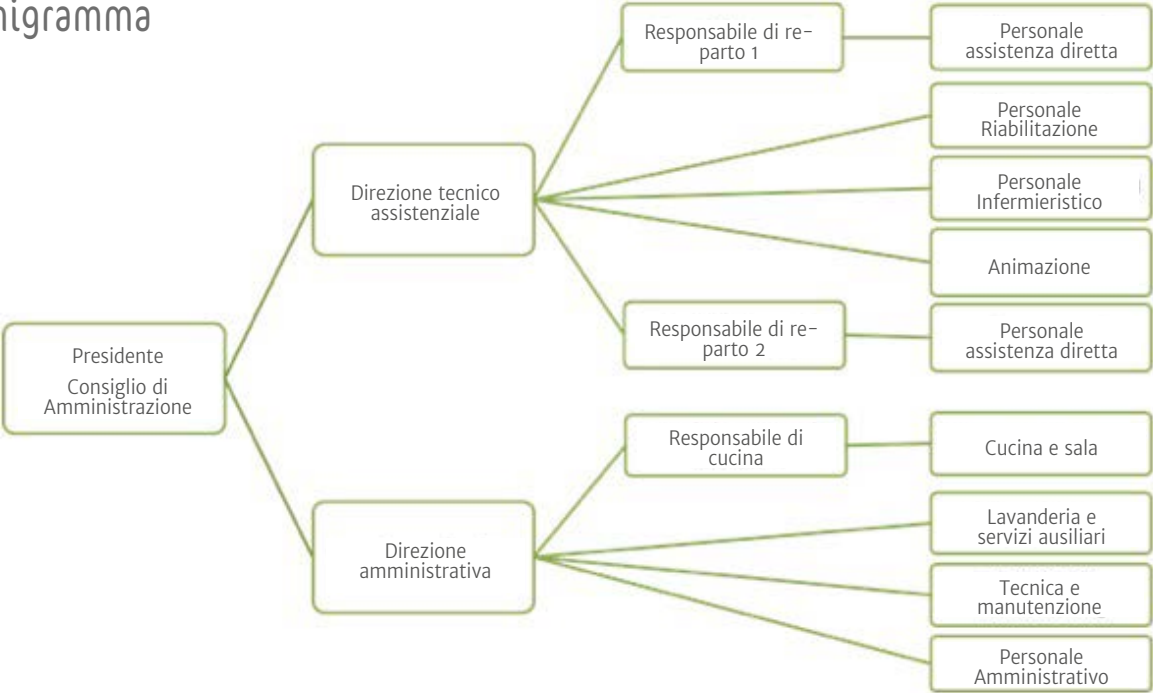 nigramma
Responsabile di re-
parto 1
Personale
assistenza diretta
Personale
Riabilitazione
Direzione tecnico
assistenziale
Personale
Infermieristico
Animazione
Responsabile di re-
parto 2
Personale
assistenza diretta
Presidente
Consiglio di
Amministrazione
Responsabile di
cucina
Cucina e sala
Lavanderia e
servizi ausiliari
Direzione
amministrativa
Tecnica e
manutenzione
Personale
Amministrativo